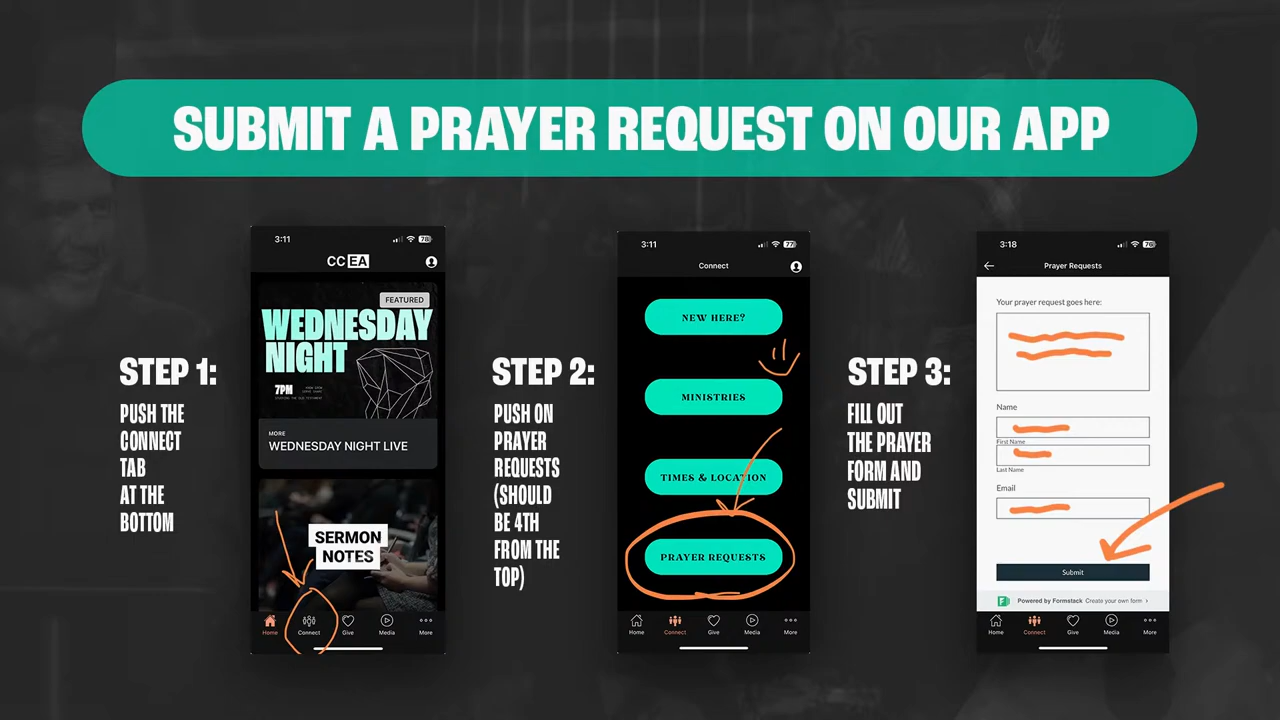 SUBMIT A PRAYER REQUEST ON OUR APP
STEP 1:
PUSH THE
CONNECT
TAB
AT THE
BOTTOM
3:11
78
CC EA
FEATURED
WEDNESDAY
NIGHT
7PM
MORE
WEDNESDAY NIGHT LIVE
SERMON
NOTES
Home Connect Give Media More
STEP 2:
PUSH ON
PRAYER
REQUESTS
(SHOULD
BE 4TH
FROM THE
TOP)
3:11
77
Connect
NEW HERE?
MINISTRIES
TIMES & LOCATION
PRAYER REQUESTS
Home Connect Give Media More
STEP 3:
FILL OUT
THE PRAYER
FORM AND
SUBMIT
3:18
Prayer Requests
Your prayer request goes here:
Name
First Name
Last Name
Email
Submit
Powered by Formstack Create your own form ›
Home Connect Give Media More